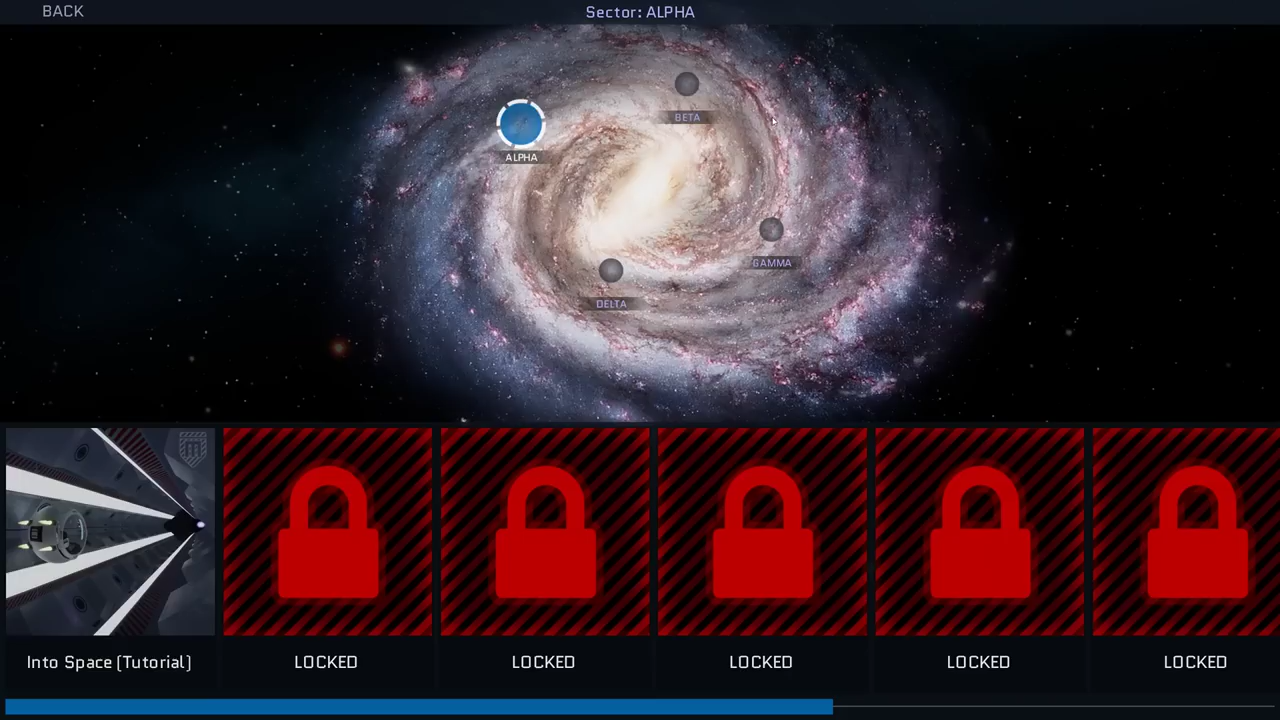 BACK
Sector: ALPHA
BETA
ALPHA
GAMMA
DELTA
Into Space (Tutorial)
LOCKED
LOCKED
LOCKED
LOCKED
LOCKED